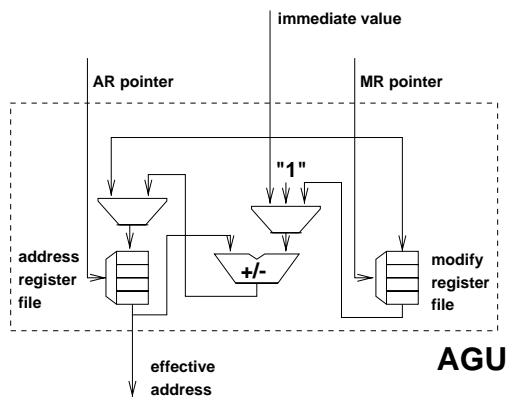 immediate value
AR pointer
MR pointer
"1"
address
register
file
+/-
modify
register
file
AGU
effective
address